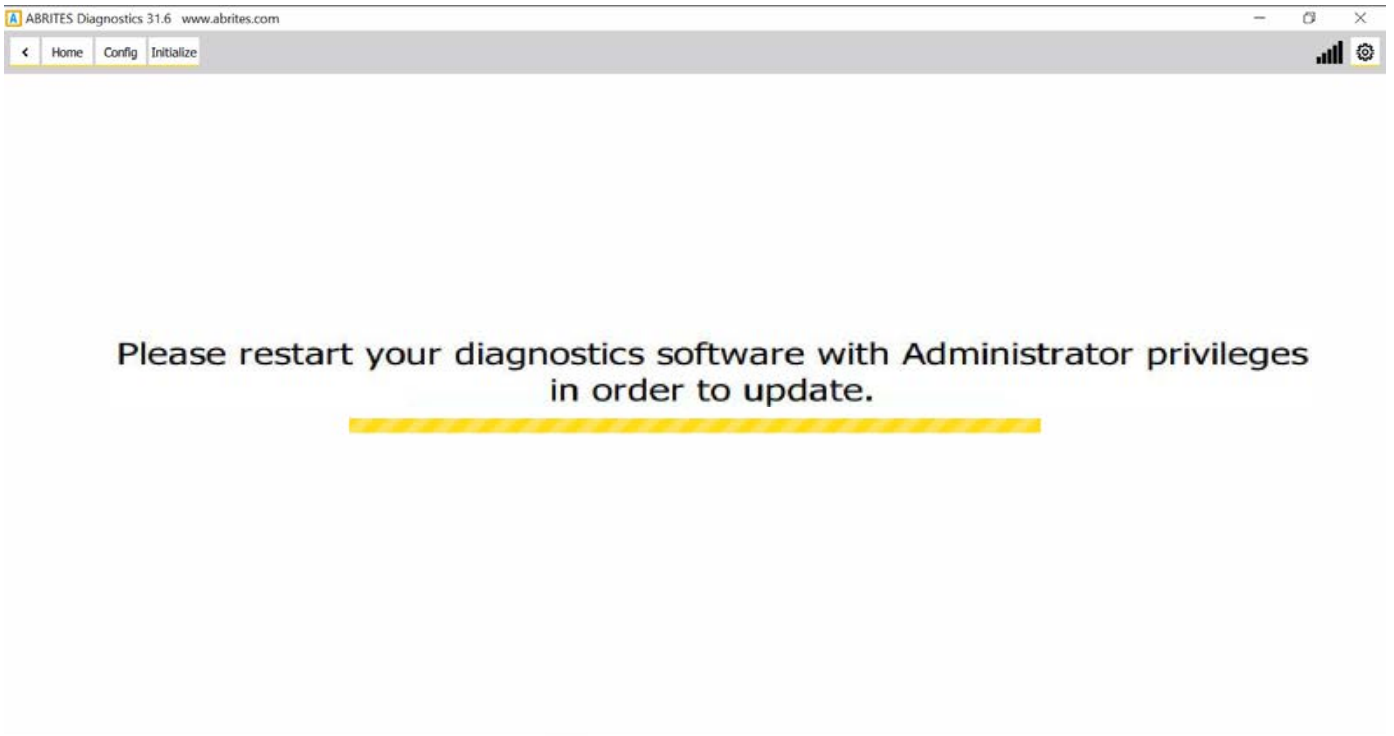 A ABRITES Diagnostics 31.6 www.abrites.com
Home Config Initialize
Please restart your diagnostics software with Administrator privileges
in order to update.